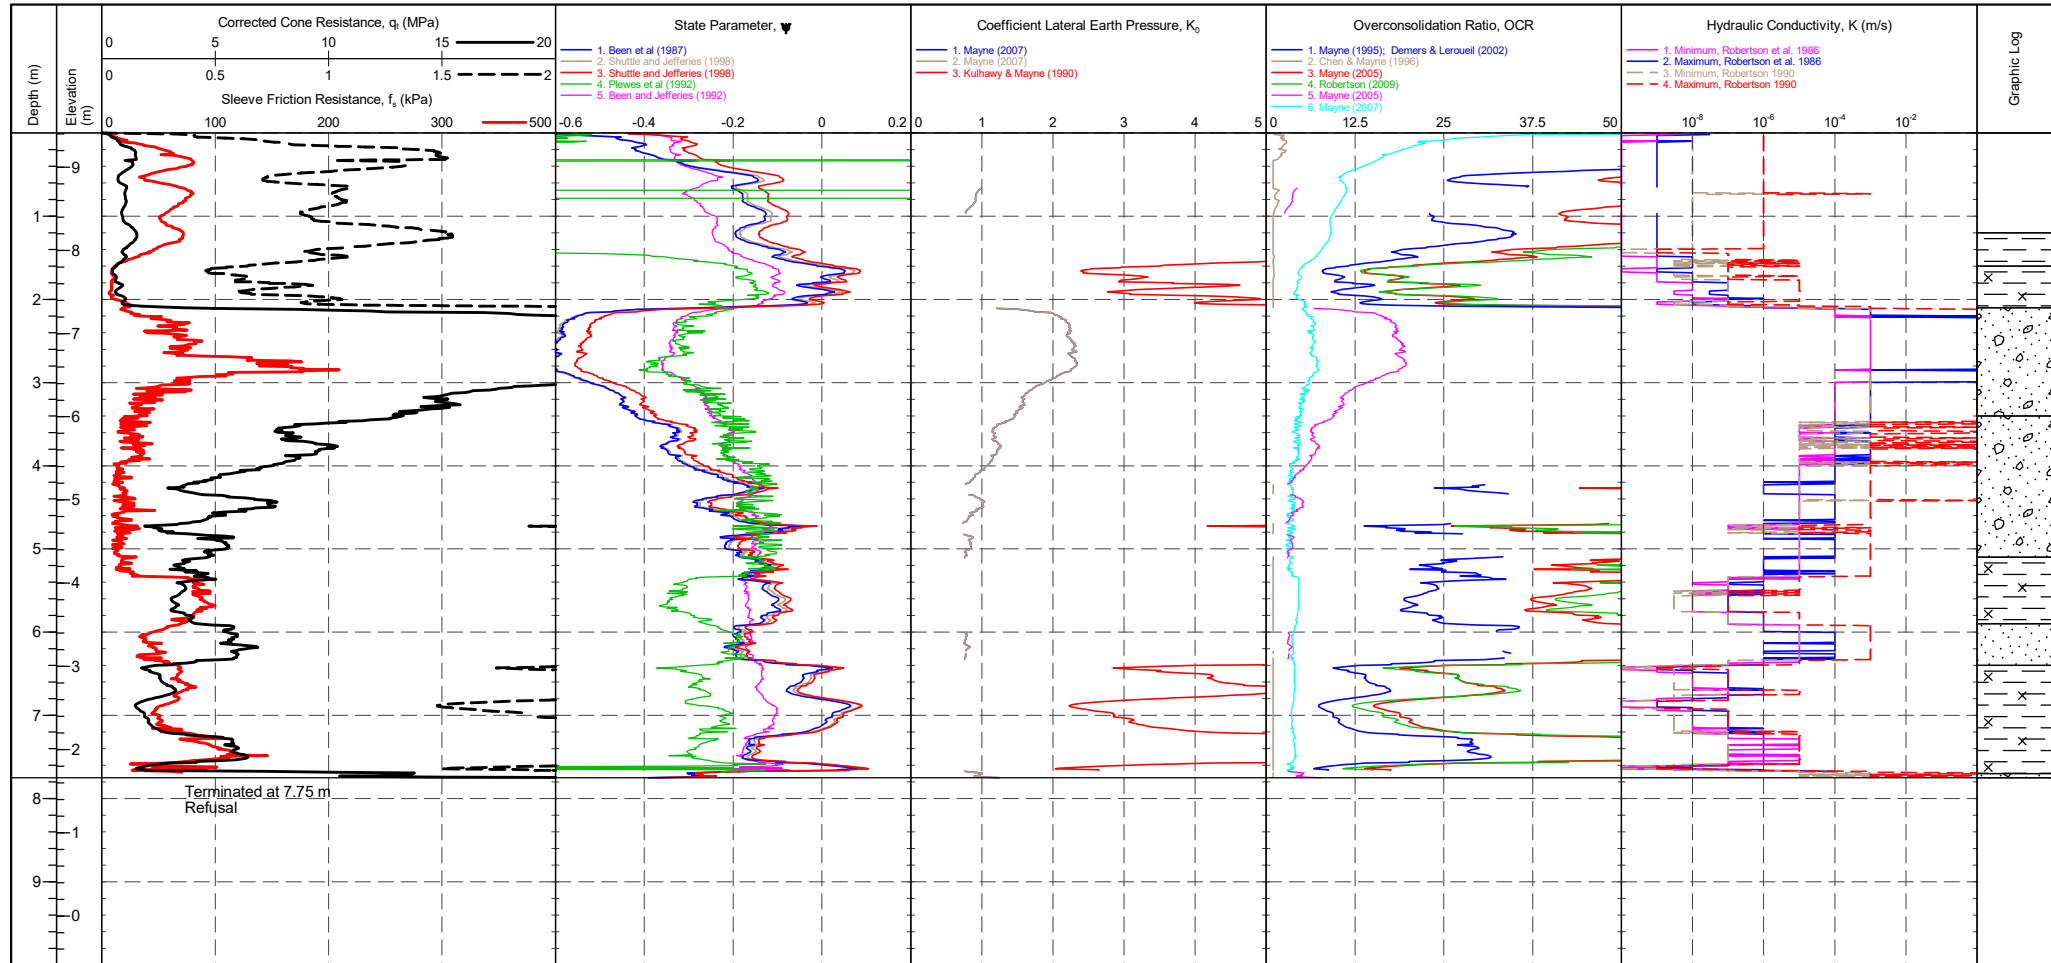 Depth (m)
Elevation (m)
Corrected Cone Resistance, qt (MPa)
0 5 10 15 20
0 0.5 1 1.5 2
Sleeve Friction Resistance, fs (kPa)
0 100 200 300 500
State Parameter, ψ
1. Been et al (1987)
2. Shuttle and Jefferies (1998)
3. Shuttle and Jefferies (1998)
4. Plewes et al (1992)
5. Been and Jefferies (1992)
-0.6 -0.4 -0.2 0 0.2
Coefficient Lateral Earth Pressure, K0
1. Mayne (2007)
2. Mayne (2007)
3. Kulhawy & Mayne (1990)
0 1 2 3 4 5
Overconsolidation Ratio, OCR
1. Mayne (1995); Demers & Leroueil (2002)
2. Chen & Mayne (1996)
3. Mayne (2005)
4. Robertson (2009)
5. Mayne (2005)
6. Mayne (2007)
0 12.5 25 37.5 50
Hydraulic Conductivity, K (m/s)
1. Minimum, Robertson et al. 1986
2. Maximum, Robertson et al. 1986
3. Minimum, Robertson 1990
4. Maximum, Robertson 1990
10-8 10-6 10-4 10-2
Graphic Log
9
1
8
2
7
3
6
4
5
5
4
6
3
7
2
8
1
9
0
Terminated at 7.75 m
Refusal